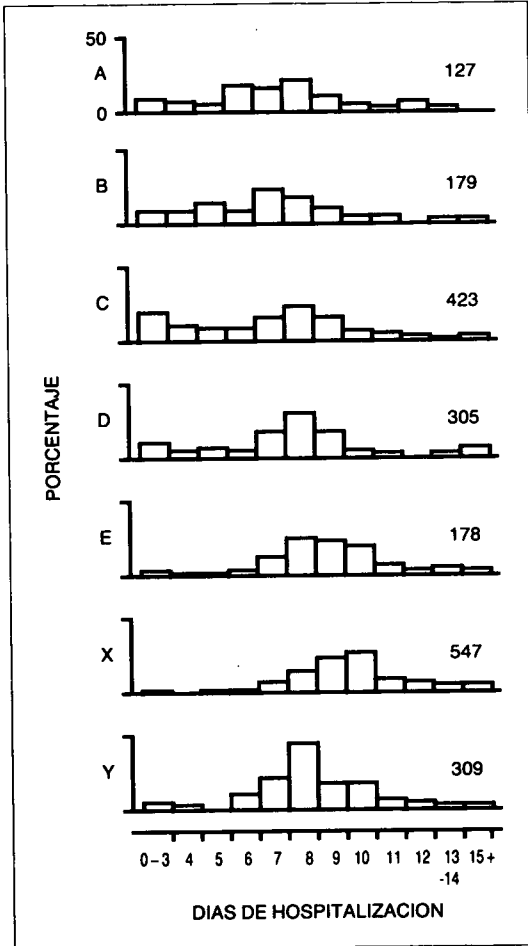 50
A
0
127
B
179
C
423
PORCENTAJE
D
305
E
178
X
547
Y
309
0-3 4 5 6 7 8 9 10 11 12 13 15+
-14
DIAS DE HOSPITALIZACION